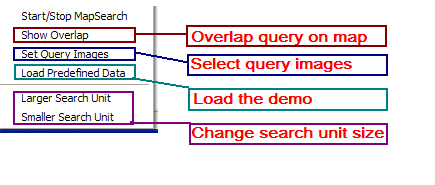 Start/Stop MapSearch
Show Overlap
Overlap query on map
Set Query Images
Select query images
Load Predefined Data
Load the demo
Larger Search Unit
Smaller Search Unit
Change search unit size